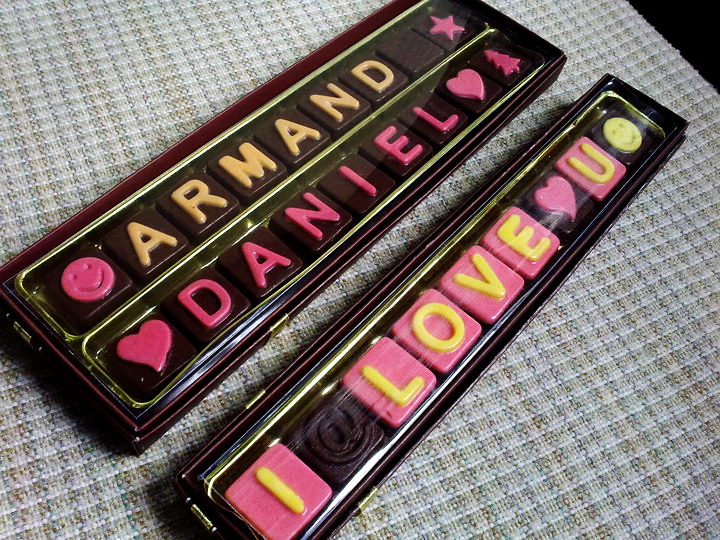 ARMAND
DANIEL
I @ LOVE U